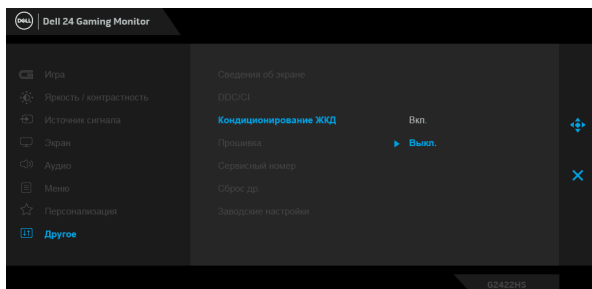 DELL Dell 24 Gaming Monitor
Игра
Сведения об экране
Яркость / контрастность
DDC/CI
Источник сигнала
Кондиционирование ЖКД
Вкл.
Экран
Прошивка
Выкл.
Аудио
Сервисный номер
Меню
Сброс др.
Персонализация
Заводские настройки
Другое
G2422HS